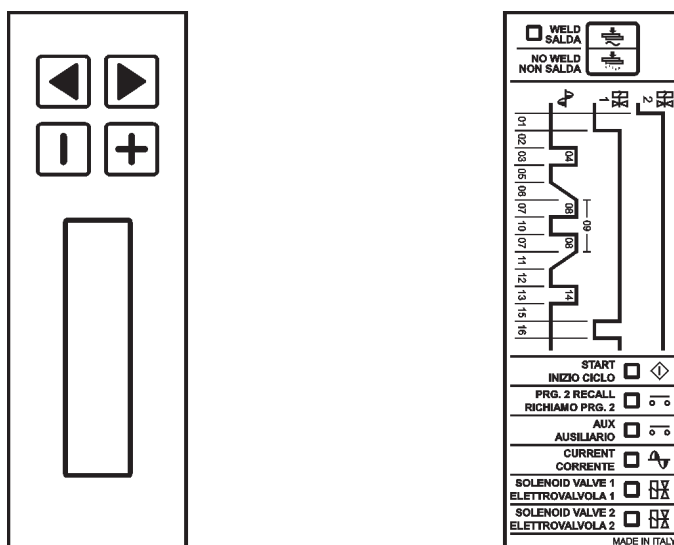 WELD
SALDA
NO WELD
NON SALDA
1
2
01
02
03
04
05
06
07
08
09
10
07
08
11
12
13
14
15
16
START
INIZIO CICLO
PRG. 2 RECALL
RICHIAMO PRG. 2
AUX
AUSILIARIO
CURRENT
CORRENTE
SOLENOID VALVE 1
ELETTROVALVOLA 1
SOLENOID VALVE 2
ELETTROVALVOLA 2
MADE IN ITALY